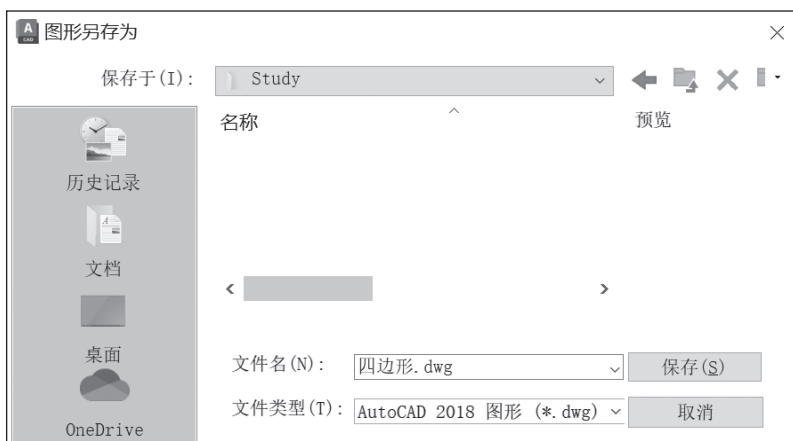 图形另存为
保存于(I): Study
名称 预览
历史记录
文档
桌面
OneDrive
文件名(N): 四边形.dwg 保存(S)
文件类型(T): AutoCAD 2018 图形 (*.dwg) 取消